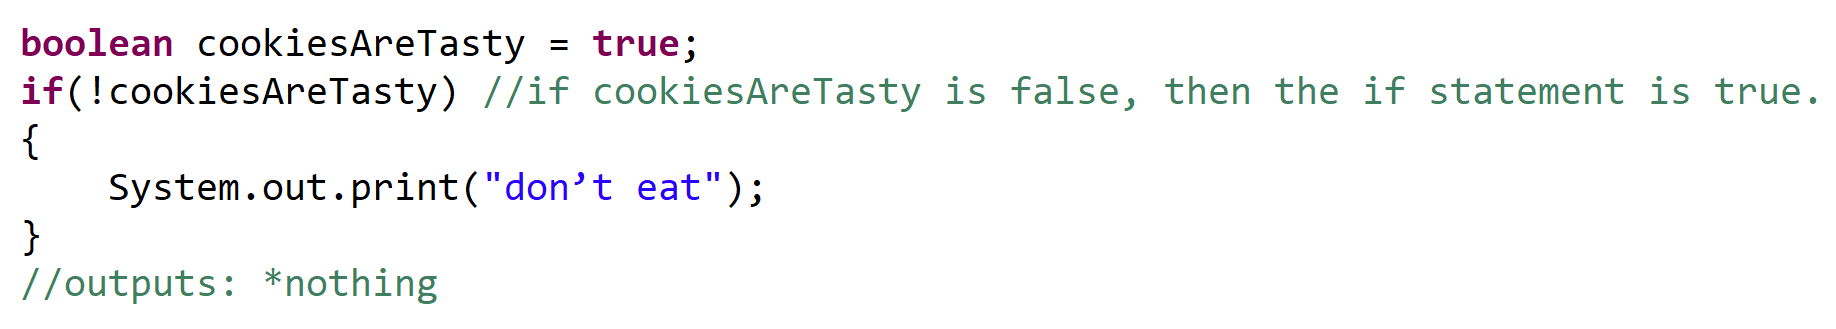 boolean cookiesAreTasty = true;
if(!cookiesAreTasty) //if cookiesAreTasty is false, then the if statement is true.
{
    System.out.print("don’t eat");
}
//outputs: *nothing